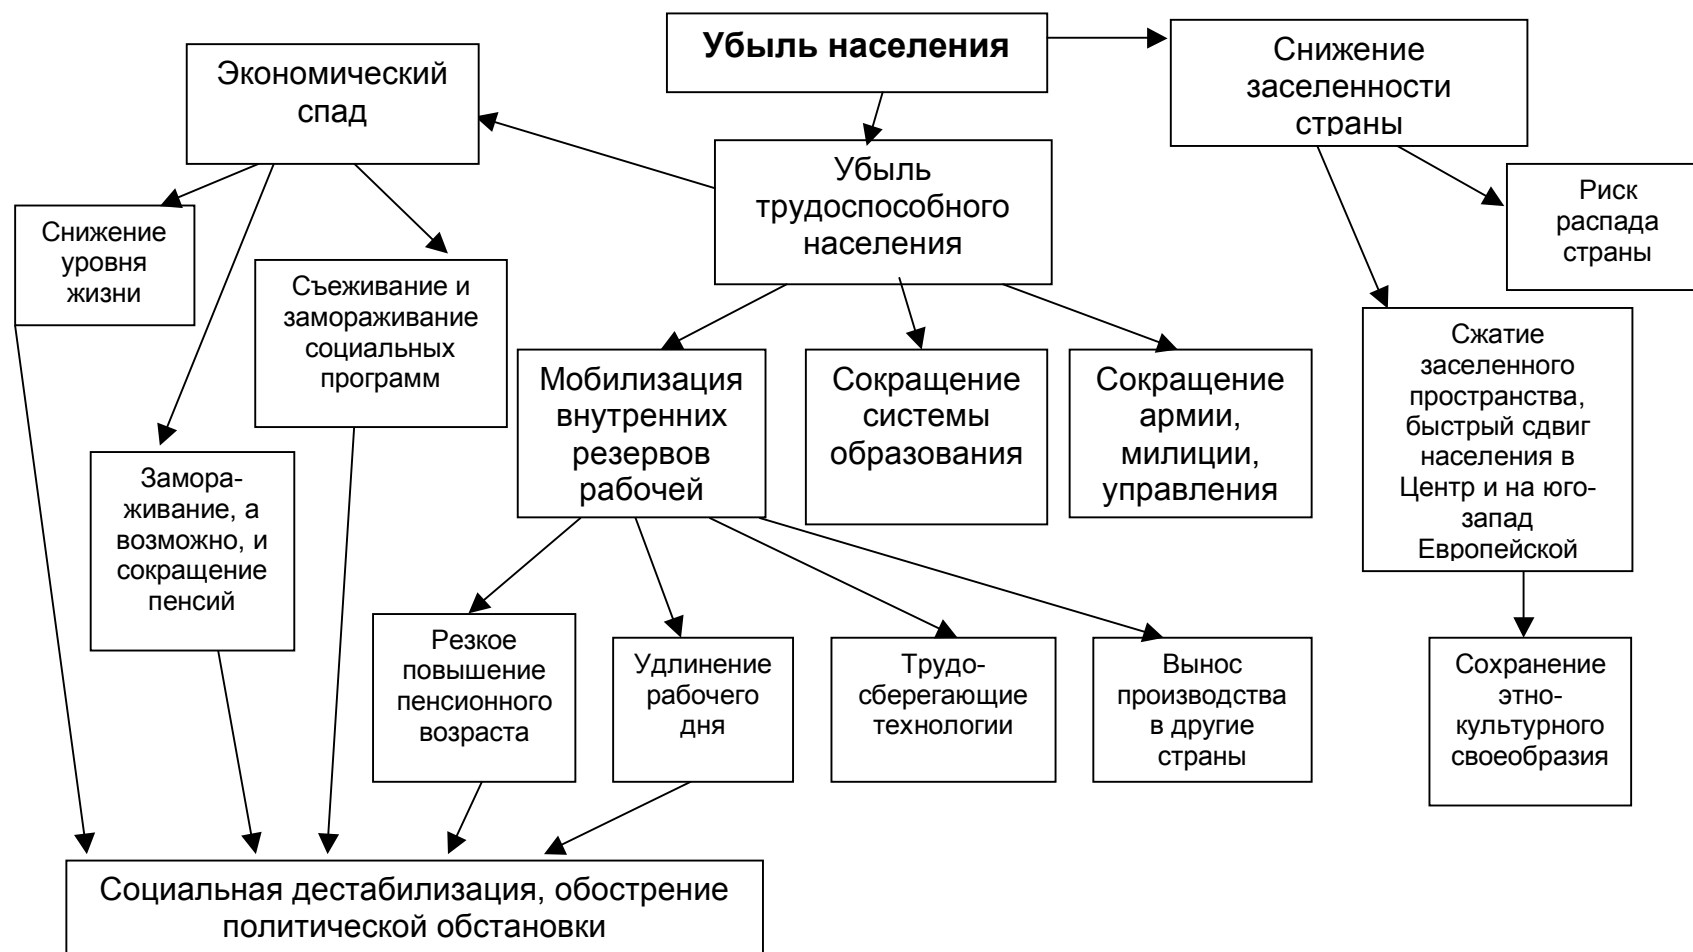 Убыль населения
Снижение
заселенности
страны
Экономический
спад
Убыль
трудоспособного
населения
Риск
распада
страны
Снижение
уровня
жизни
Съеживание и
замораживание
социальных
программ
Сжатие
заселенного
пространства,
быстрый сдвиг
населения в
Центр и на юго-
запад
Европейской
Мобилизация
внутренних
резервов
рабочей
Сокращение
системы
образования
Сокращение
армии,
милиции,
управления
Замора-
живание, а
возможно, и
сокращение
пенсий
Резкое
повышение
пенсионного
возраста
Удлинение
рабочего
дня
Трудо-
сберегающие
технологии
Вынос
производства
в другие
страны
Сохранение
этно-
культурного
своеобразия
Социальная дестабилизация, обострение
политической обстановки